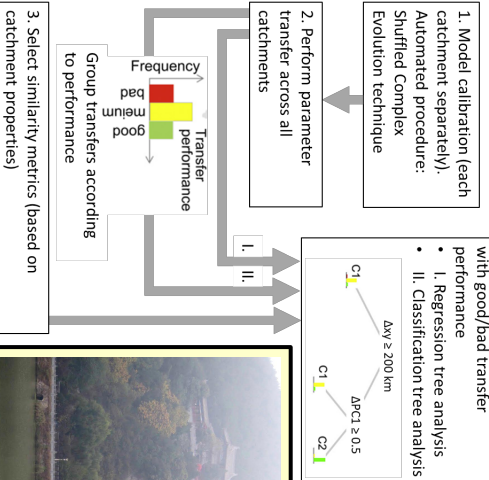 1. Model calibration (each
catchment separately).
Automated procedure:
Shuffled Complex
Evolution technique
2. Perform parameter
transfer across all
catchments
Frequency
bad
meium
good
Transfer
performance
Group transfers according
to performance
3. Select similarity metrics (based on
catchment properties)
I.
II.
with good/bad transfer
performance
• I. Regression tree analysis
• II. Classification tree analysis
Δxy ≥ 200 km
C1
ΔPC1 ≥ 0.5
C1
C2